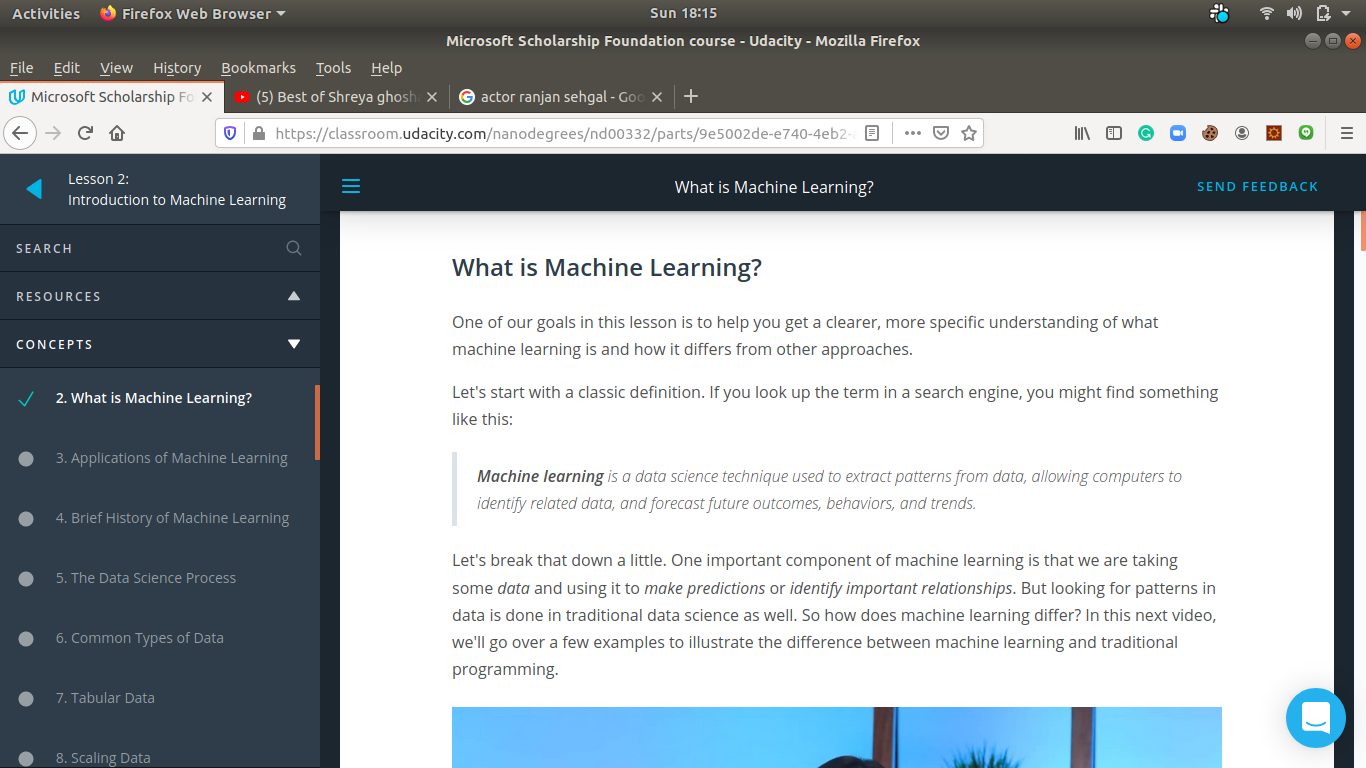 Activities Firefox Web Browser Sun 18:15
Microsoft Scholarship Foundation course - Udacity - Mozilla Firefox
File Edit View History Bookmarks Tools Help
Microsoft Scholarship Fo (5) Best of Shreya ghosh actor ranjan sehgal - Goo
https://classroom.udacity.com/nanodegrees/nd00332/parts/9e5002de-e740-4eb2-
Lesson 2:
Introduction to Machine Learning
What is Machine Learning?
SEND FEEDBACK
SEARCH
RESOURCES
CONCEPTS
2. What is Machine Learning?
3. Applications of Machine Learning
4. Brief History of Machine Learning
5. The Data Science Process
6. Common Types of Data
7. Tabular Data
8. Scaling Data
What is Machine Learning?
One of our goals in this lesson is to help you get a clearer, more specific understanding of what
machine learning is and how it differs from other approaches.
Let's start with a classic definition. If you look up the term in a search engine, you might find something
like this:
Machine learning is a data science technique used to extract patterns from data, allowing computers to
identify related data, and forecast future outcomes, behaviors, and trends.
Let's break that down a little. One important component of machine learning is that we are taking
some data and using it to make predictions or identify important relationships. But looking for patterns in
data is done in traditional data science as well. So how does machine learning differ? In this next video,
we'll go over a few examples to illustrate the difference between machine learning and traditional
programming.